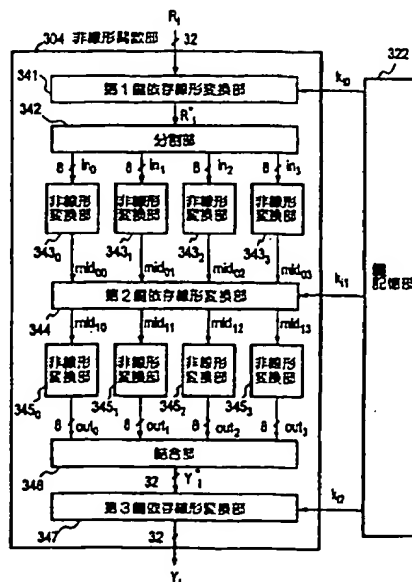 Rᵢ
304 非線形関数部
32
322
341
第1鍵依存線形変換部
kᵢ₀
342
Rᵢ*
分割部
8 in₀ 8 in₁ 8 in₂ 8 in₃
非線形変換部 非線形変換部 非線形変換部 非線形変換部
343₀ 343₁ 343₂ 343₃
鍵記憶部
mid₀₀ mid₀₁ mid₀₂ mid₀₃
第2鍵依存線形変換部
kᵢ₁
344
mid₁₀ mid₁₁ mid₁₂ mid₁₃
非線形変換部 非線形変換部 非線形変換部 非線形変換部
345₀ 345₁ 345₂ 345₃
8 out₀ 8 out₁ 8 out₂ 8 out₃
結合部
346
32 Yᵢ*
第3鍵依存線形変換部
kᵢ₂
347
32
Yᵢ